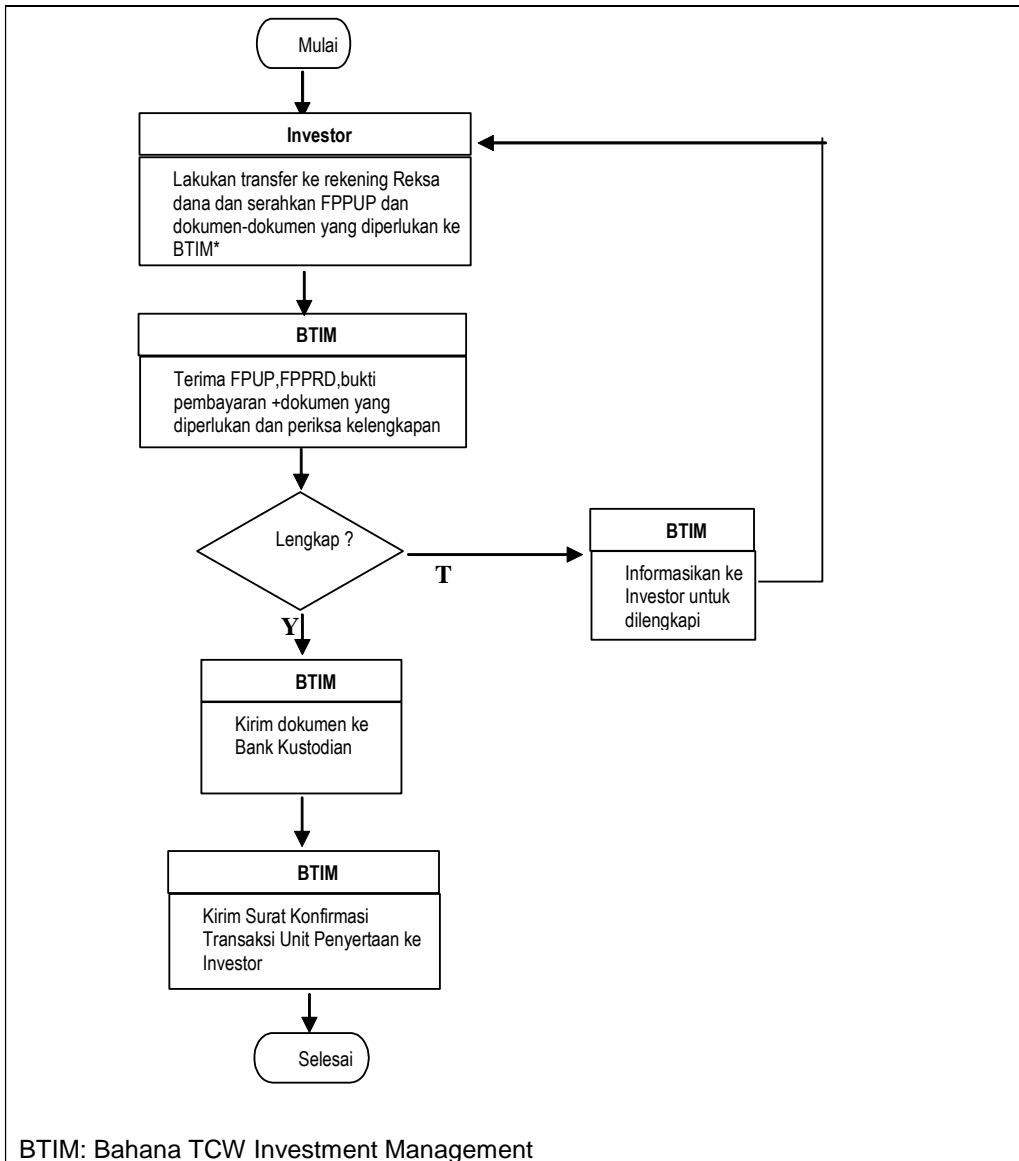 Mulai
Investor
Lakukan transfer ke rekening Reksa
dana dan serahkan FPPUP dan
dokumen-dokumen yang diperlukan ke
BTIM*
BTIM
Terima FPUP,FPPRD,bukti
pembayaran +dokumen yang
diperlukan dan periksa kelengkapan
Lengkap ?
T
BTIM
Informasikan ke
Investor untuk
dilengkapi
Y
BTIM
Kirim dokumen ke
Bank Kustodian
BTIM
Kirim Surat Konfirmasi
Transaksi Unit Penyertaan ke
Investor
Selesai
BTIM: Bahana TCW Investment Management